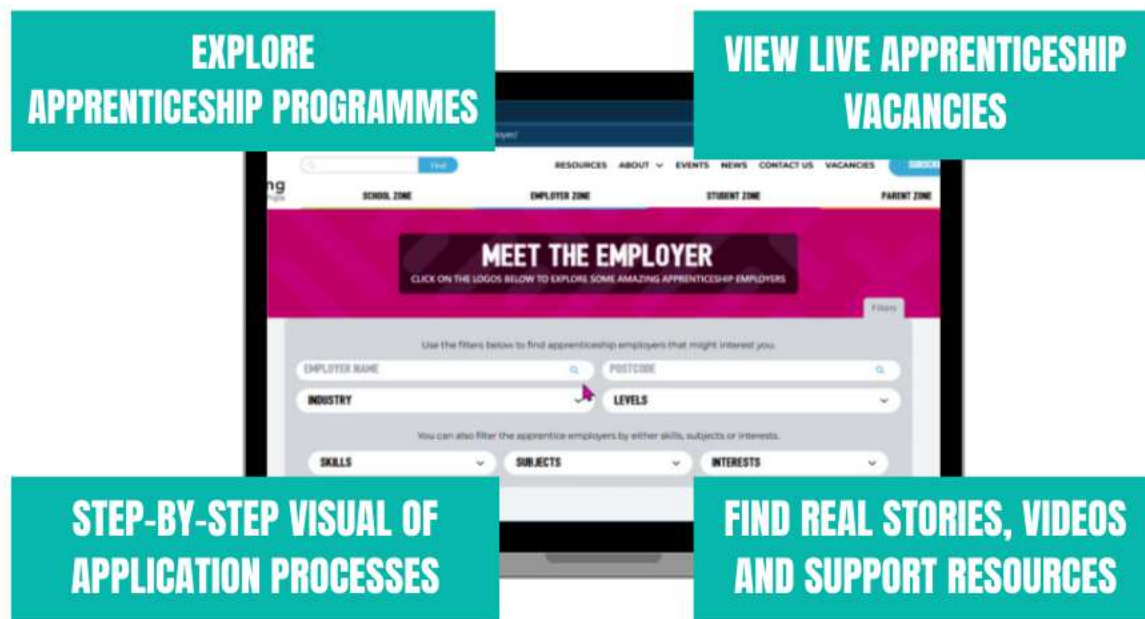 EXPLORE
APPRENTICESHIP PROGRAMMES
VIEW LIVE APPRENTICESHIP
VACANCIES
Find
RESOURCES ABOUT EVENTS NEWS CONTACT US VACANCIES
SCHOOL ZONE EMPLOYER ZONE STUDENT ZONE PARENT ZONE
MEET THE EMPLOYER
CLICK ON THE LOGOS BELOW TO EXPLORE SOME AMAZING APPRENTICESHIP EMPLOYERS
Filters
Use the filters below to find apprenticeship employers that might interest you.
EMPLOYER NAME POSTCODE
INDUSTRY LEVELS
You can also filter the apprentice employers by either skills, subjects or interests.
SKILLS SUBJECTS INTERESTS
STEP-BY-STEP VISUAL OF
APPLICATION PROCESSES
FIND REAL STORIES, VIDEOS
AND SUPPORT RESOURCES